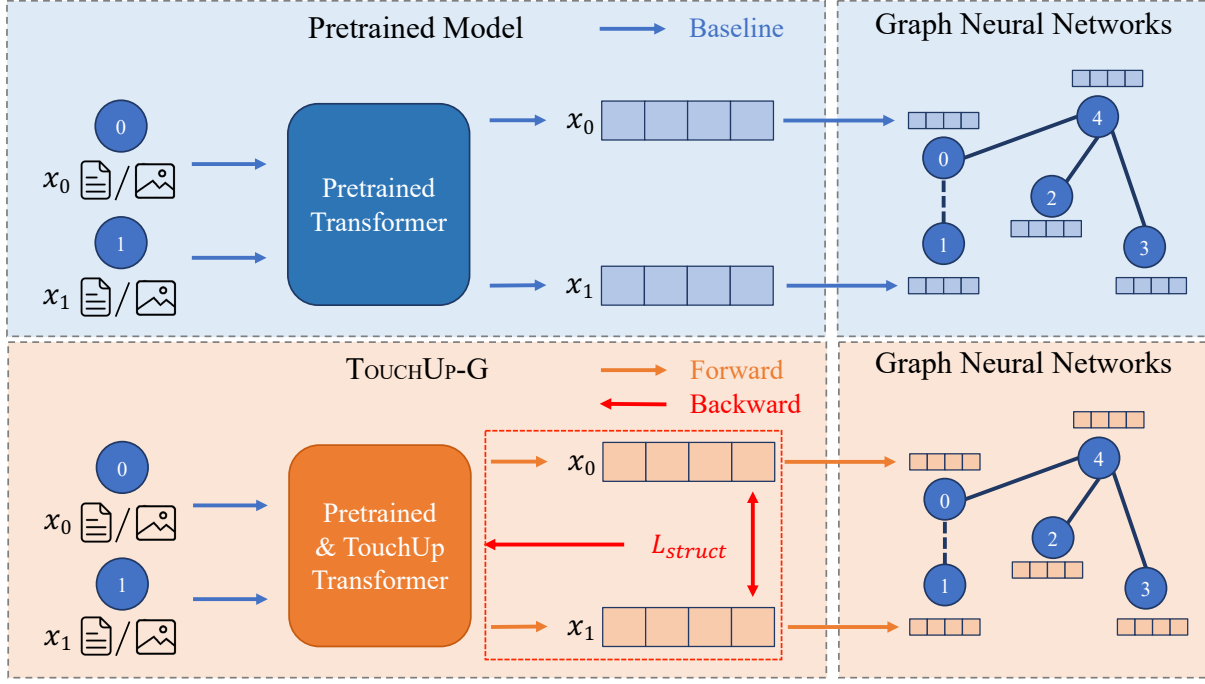 Pretrained Model
Baseline
Graph Neural Networks
0
x0 /
1
x1 /
Pretrained
Transformer
x0
x1
4
0
2
1
3
TOUCHUP-G
Forward
Backward
Graph Neural Networks
0
x0 /
1
x1 /
Pretrained
& TouchUp
Transformer
x0
Lstruct
x1
4
0
2
1
3